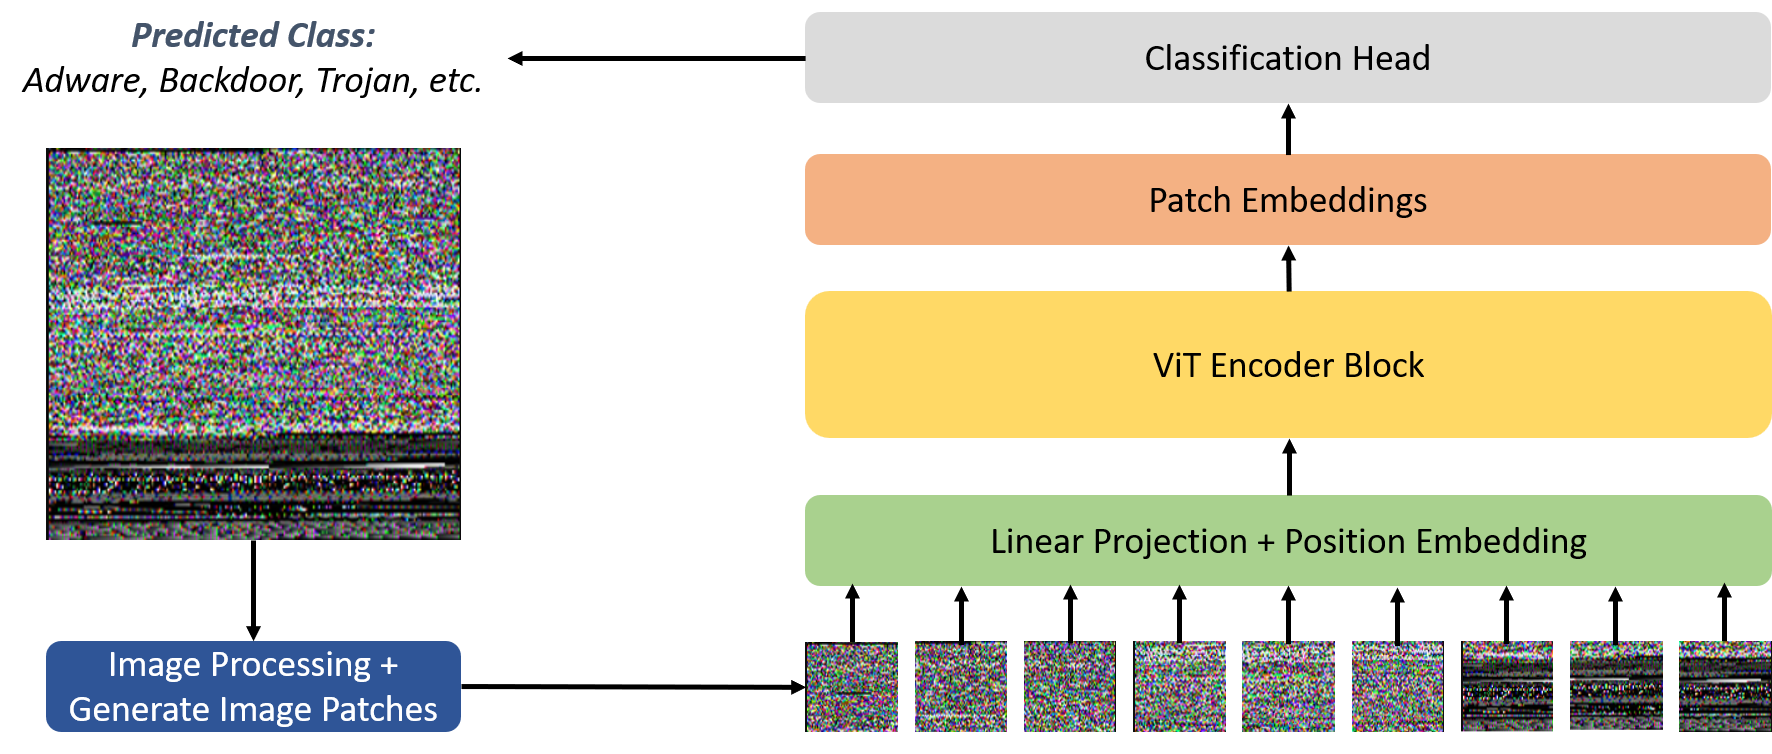 Predicted Class:
Adware, Backdoor, Trojan, etc.
Classification Head
Patch Embeddings
ViT Encoder Block
Linear Projection + Position Embedding
Image Processing +
Generate Image Patches